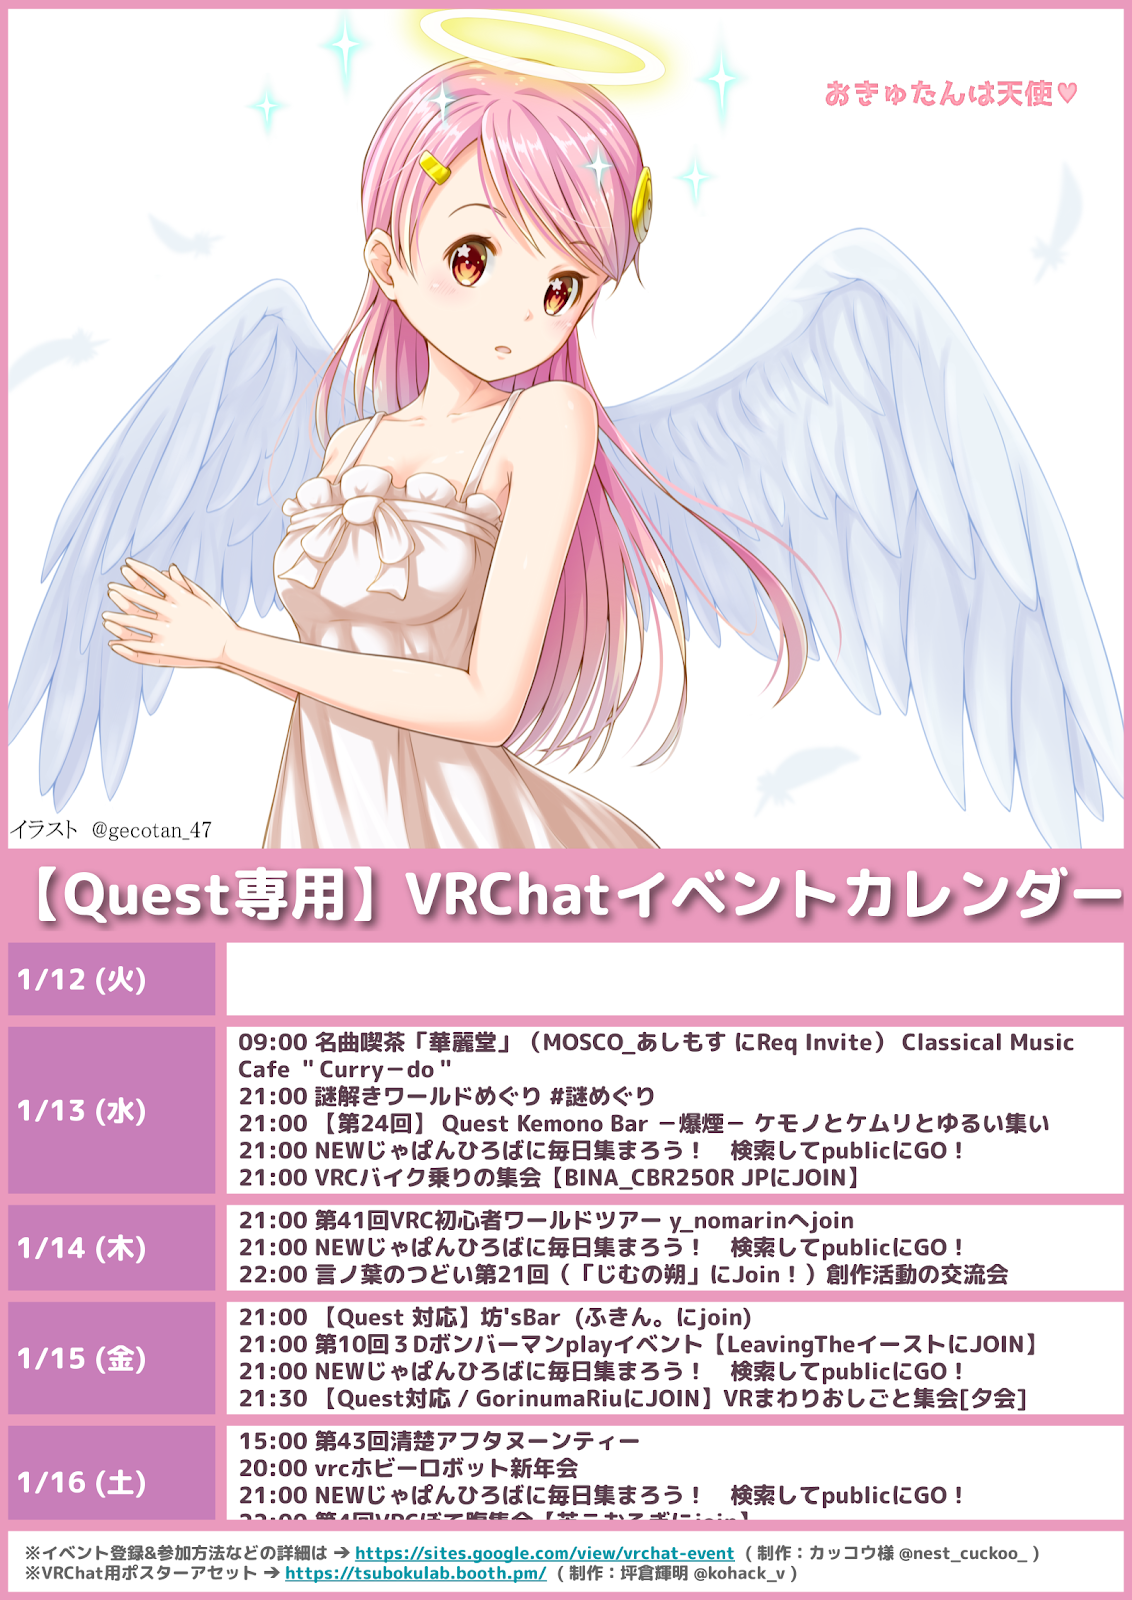 おきゅたんは天使♥
イラスト @gecotan_47
【Quest専用】VRChatイベントカレンダー
1/12 (火)
1/13 (水)
09:00 名曲喫茶「華麗堂」（MOSCO_あしもす にReq Invite） Classical Music
Cafe ＂Curry－do＂
21:00 謎解きワールドめぐり #謎めぐり
21:00 【第24回】 Quest Kemono Bar －爆煙－ ケモノとケムリとゆるい集い
21:00 NEWじゃぱんひろばに毎日集まろう！　検索してpublicにGO！
21:00 VRCバイク乗りの集会【BINA_CBR250R JPにJOIN】
1/14 (木)
21:00 第41回VRC初心者ワールドツアー y_nomarinへjoin
21:00 NEWじゃぱんひろばに毎日集まろう！　検索してpublicにGO！
22:00 言ノ葉のつどい第21回（「じむの朔」にJoin！）創作活動の交流会
1/15 (金)
21:00 【Quest 対応】坊'sBar（ふきん。にjoin)
21:00 第10回３Dボンバーマンplayイベント【LeavingTheイーストにJOIN】
21:00 NEWじゃぱんひろばに毎日集まろう！　検索してpublicにGO！
21:30 【Quest対応 / GorinumaRiuにJOIN】VRまわりおしごと集会[夕会]
1/16 (土)
15:00 第43回清楚アフタヌーンティー
20:00 vrcホビーロボット新年会
21:00 NEWじゃぱんひろばに毎日集まろう！　検索してpublicにGO！
※イベント登録&参加方法などの詳細は ➔ https://sites.google.com/view/vrchat-event （ 制作：カッコウ様 @nest_cuckoo_ ）
※VRChat用ポスターアセット ➔ https://tsubokulab.booth.pm/ （ 制作：坪倉輝明 @kohack_v ）